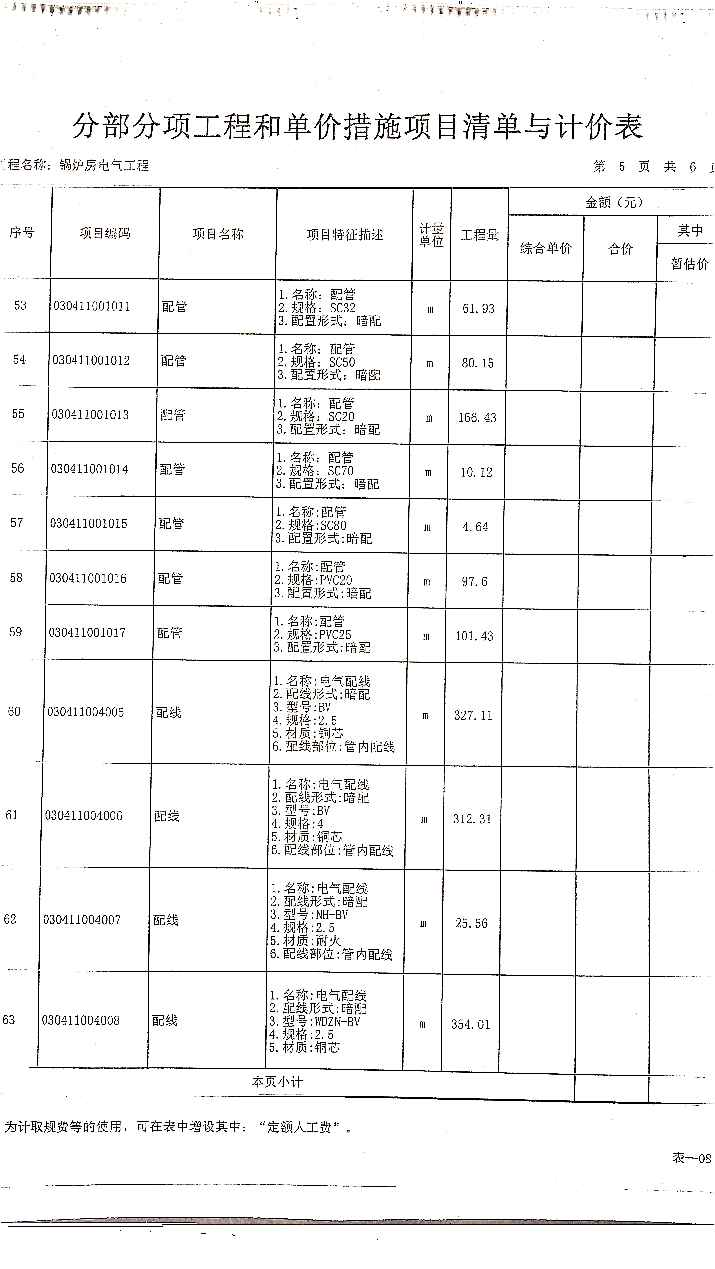 分部分项工程和单价措施项目清单与计价表
程名称：锅炉房电气工程 第 5 页 共 6 页
序号 项目编码 项目名称 项目特征描述 计量单位 工程量 金额（元）
综合单价 合价 其中
暂估价
53 030411001011 配管 1.名称：配管 m 61.93
2.规格：SC32
3.配置形式：暗配
54 030411001012 配管 1.名称：配管 m 80.15
2.规格：SC50
3.配置形式：暗配
55 030411001013 配管 1.名称：配管 m 168.43
2.规格：SC20
3.配置形式：暗配
56 030411001014 配管 1.名称：配管 m 10.12
2.规格：SC70
3.配置形式：暗配
57 030411001015 配管 1.名称:配管 m 4.64
2.规格:SC80
3.配置形式:暗配
58 030411001016 配管 1.名称:配管 m 97.6
2.规格:PVC20
3.配置形式:暗配
59 030411001017 配管 1.名称:配管 m 101.43
2.规格:PVC25
3.配置形式:暗配
60 030411004005 配线 1.名称:电气配线 m 327.11
2.配线形式:暗配
3.型号:BV
4.规格:2.5
5.材质:铜芯
6.配线部位:管内配线
61 030411004006 配线 1.名称:电气配线 m 312.31
2.配线形式:暗配
3.型号:BV
4.规格:4
5.材质:铜芯
6.配线部位:管内配线
62 030411004007 配线 1.名称:电气配线 m 25.56
2.配线形式:暗配
3.型号:NH-BV
4.规格:2.5
5.材质:耐火
6.配线部位:管内配线
63 030411004008 配线 1.名称:电气配线 m 354.01
2.配线形式:暗配
3.型号:WDZN-BV
4.规格:2.5
5.材质:铜芯
本页小计
为计取规费等的使用，可在表中增设其中：“定额人工费”。
表—08